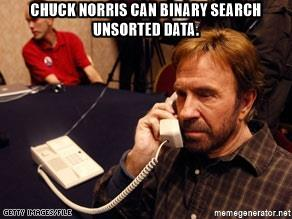 CHUCK NORRIS CAN BINARY SEARCH
UNSORTED DATA.
GETTY IMAGES/FILE
memegenerator.net